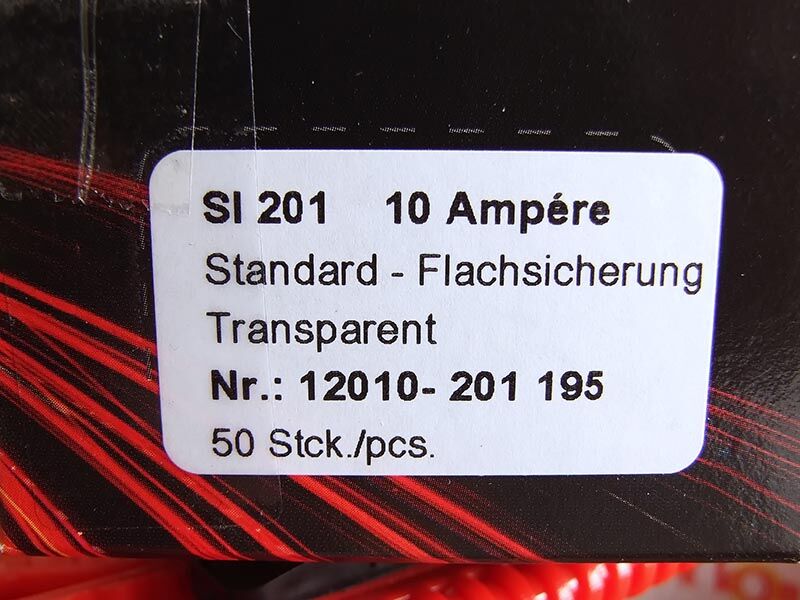 SI 201 10 Ampére
Standard - Flachsicherung
Transparent
Nr.: 12010- 201 195
50 Stck./pcs.